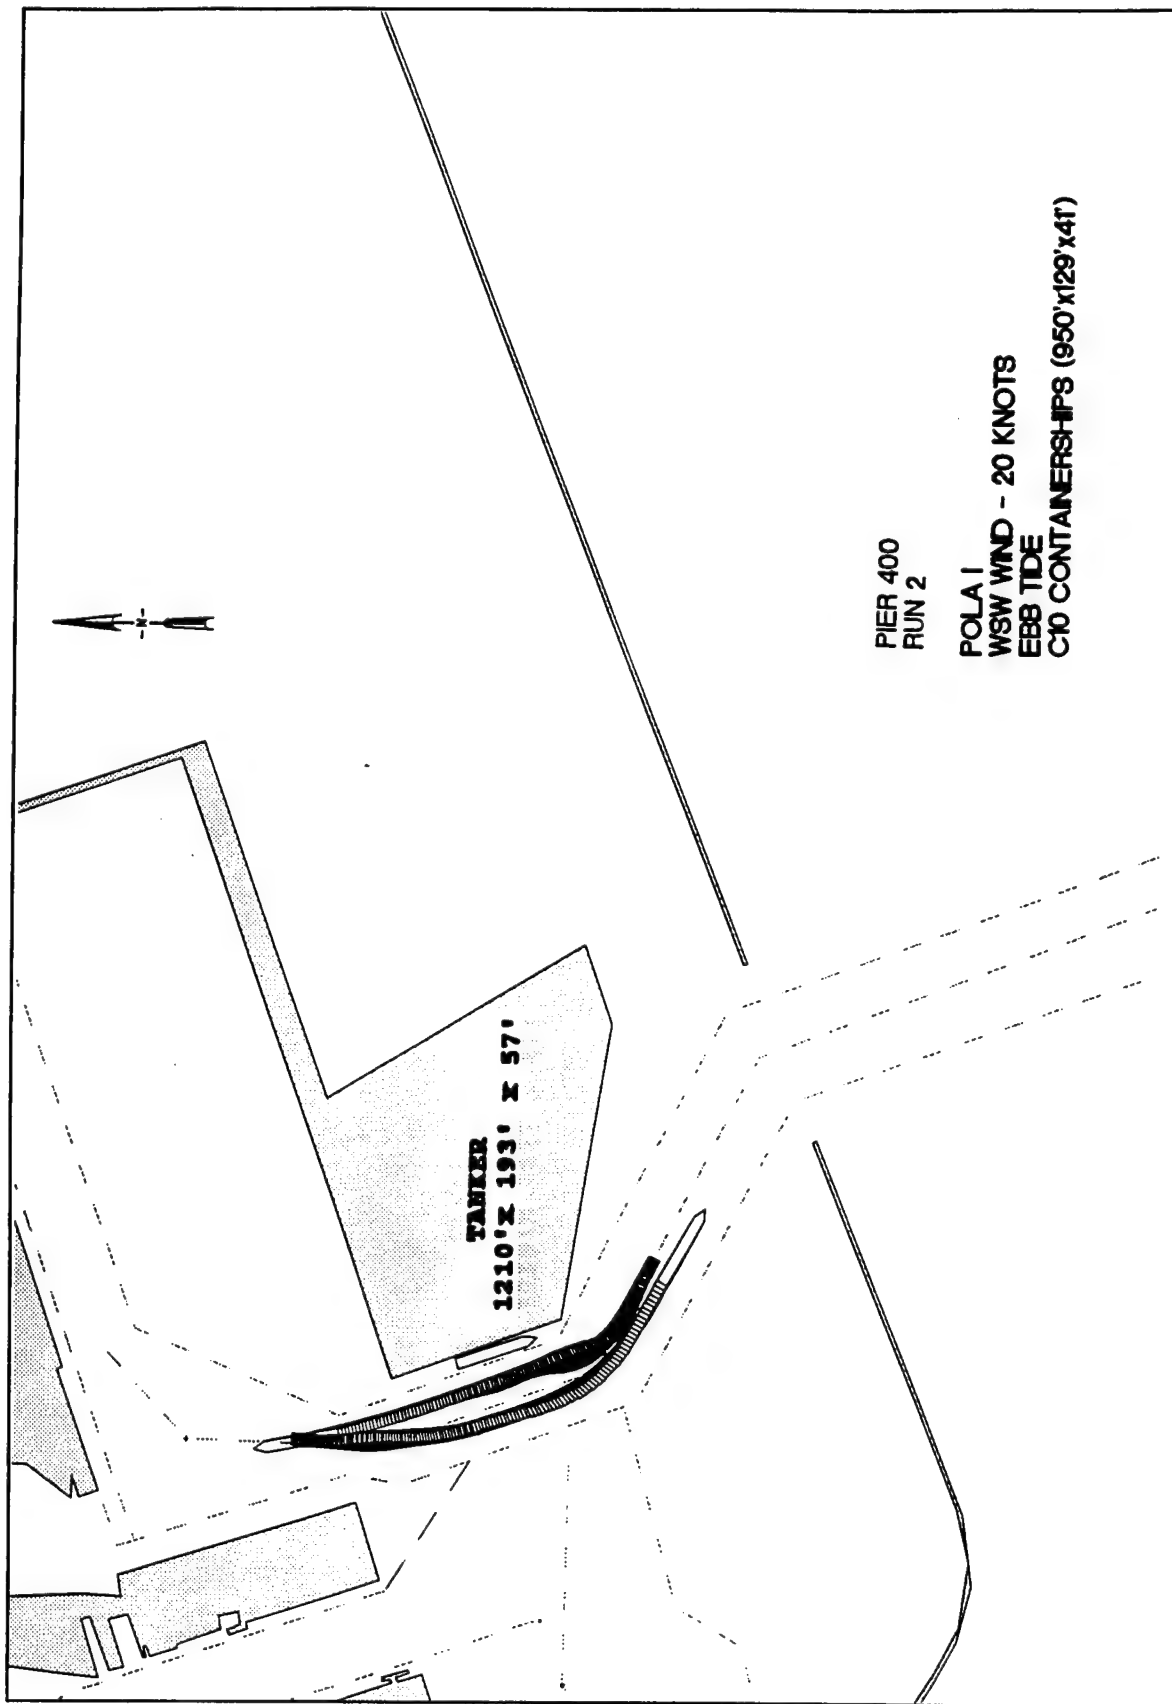 -N-
TANKER
1210'X 193' X 57'
PIER 400
RUN 2
POLA I
WSW WIND - 20 KNOTS
EBB TIDE
C10 CONTAINERSHIPS (950'x129'x41')